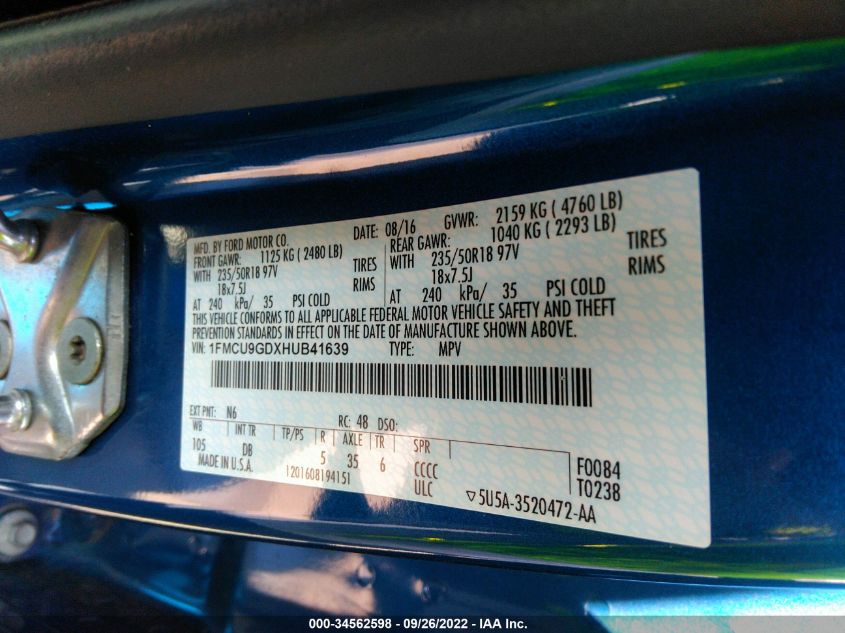 MFD. BY FORD MOTOR CO. DATE: 08/16 GVWR: 2159 KG ( 4760 LB)
FRONT GAWR: 1125 KG ( 2480 LB) REAR GAWR: 1040 KG ( 2293 LB)
WITH 235/50R18 97V TIRES WITH 235/50R18 97V TIRES
18x7.5J RIMS 18x7.5J RIMS
AT 240 kPa/ 35 PSI COLD AT 240 kPa/ 35 PSI COLD
THIS VEHICLE CONFORMS TO ALL APPLICABLE FEDERAL MOTOR VEHICLE SAFETY AND THEFT
PREVENTION STANDARDS IN EFFECT ON THE DATE OF MANUFACTURE SHOWN ABOVE.
VIN: 1FMCU9GDXHUB41639 TYPE: MPV
EXT PNT: N6 RC: 48 DSO:
WB INT TR TP/PS R AXLE TR SPR
105 DB 5 35 6 CCCC F0084
MADE IN U.S.A. 1201608194151 ULC T0238
▽5U5A-3520472-AA
000-34562598 - 09/26/2022 - IAA Inc.